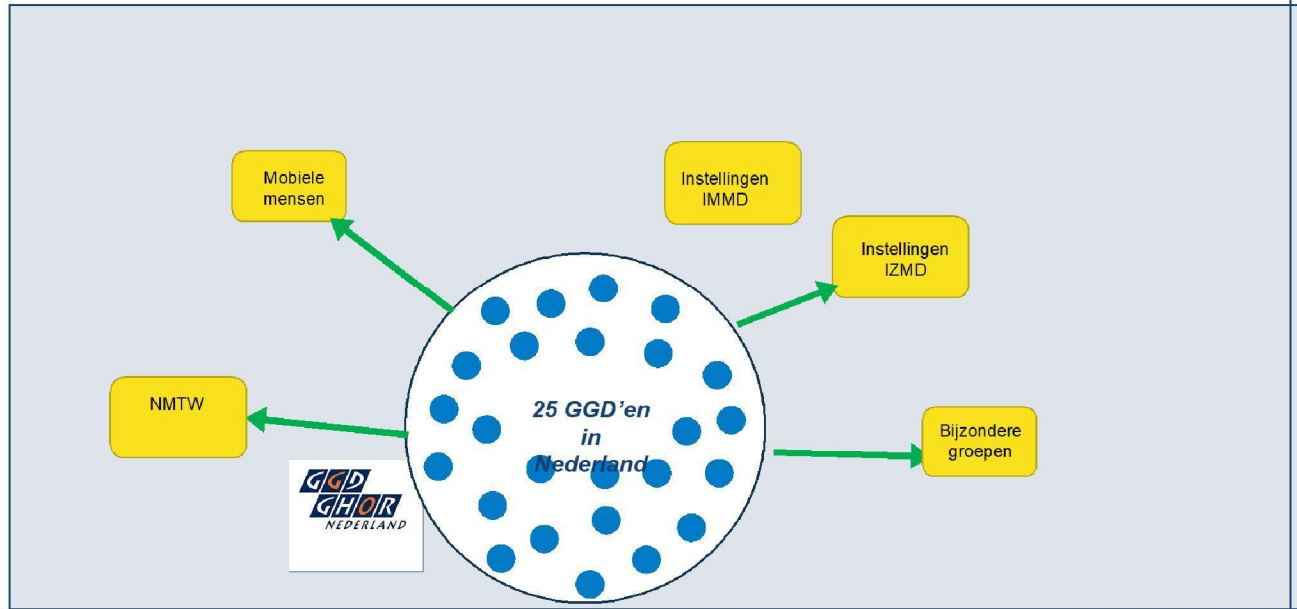 Mobiele
mensen
Instellingen
IMMD
Instellingen
IZMD
NMTW
25 GGD'en
in
Nederland
Bijzondere
groepen
GGD
GHOR
NEDERLAND